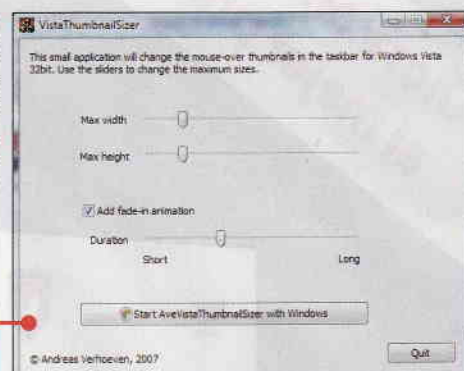 VistaThumbnailSizer
This small application will change the mouse-over thumbnails in the taskbar for Windows Vista
32bit. Use the sliders to change the maximum sizes.
Max width
Max height
Add fade-in animation
Duration
Short Long
Start AveVistaThumbnailSizer with Windows
© Andreas Verhoeven, 2007
Quit